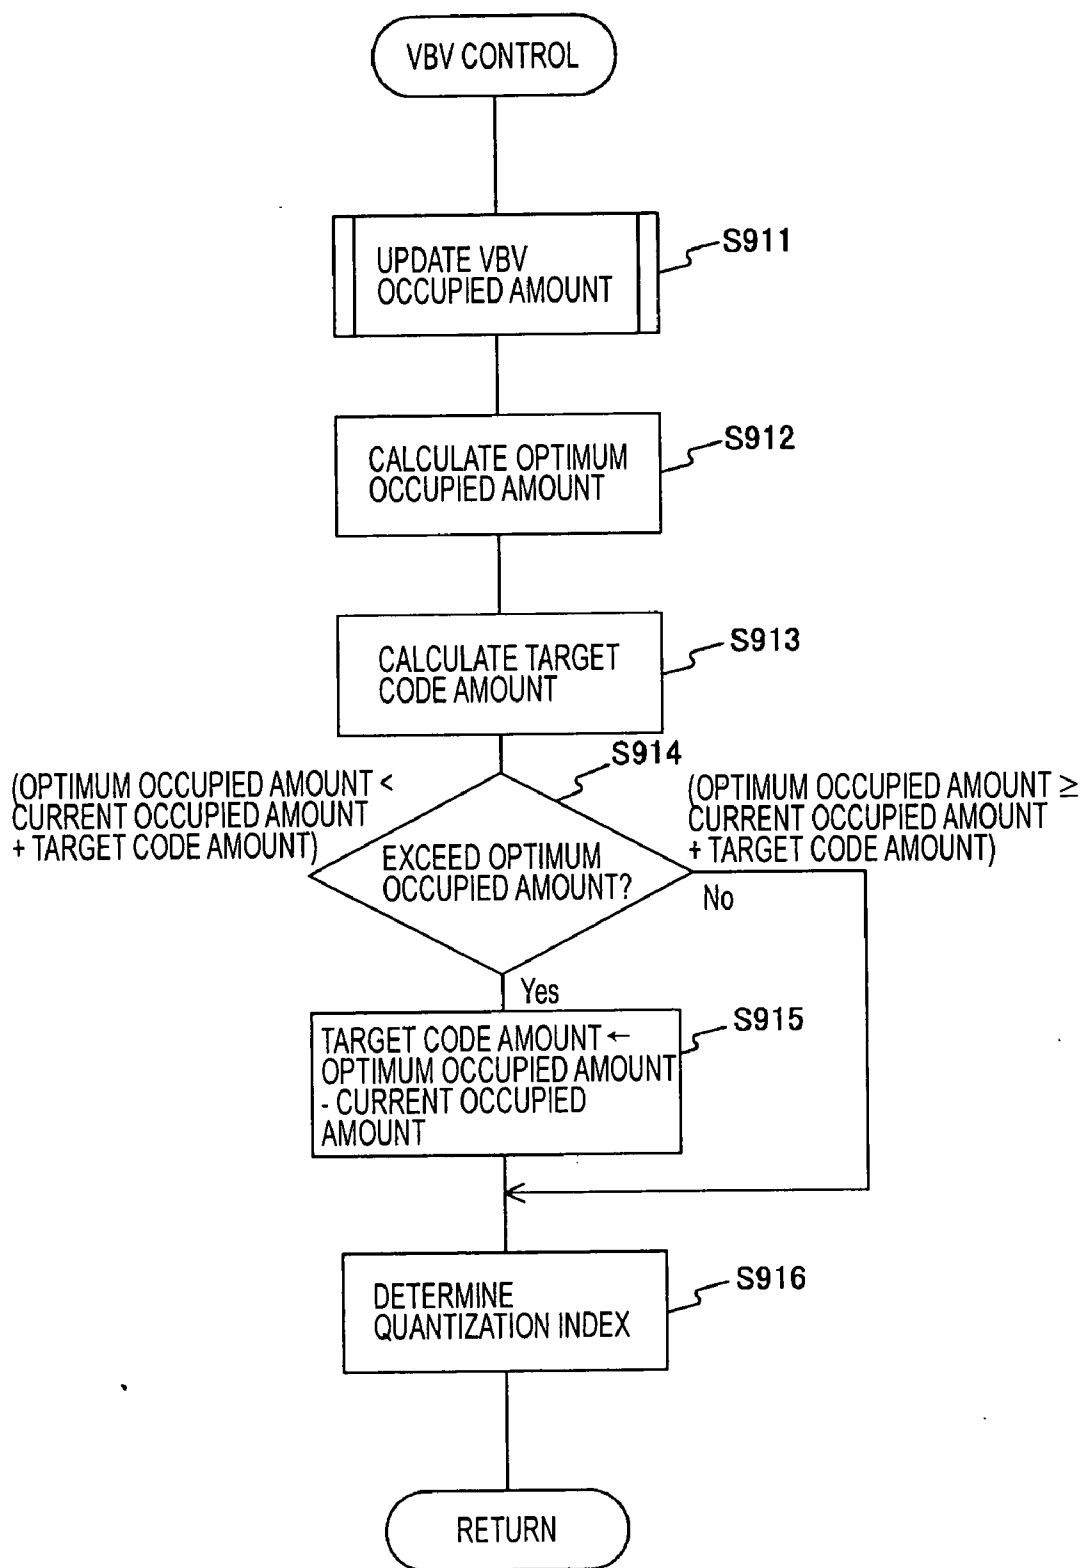 VBV CONTROL
UPDATE VBV
OCCUPIED AMOUNT
S911
CALCULATE OPTIMUM
OCCUPIED AMOUNT
S912
CALCULATE TARGET
CODE AMOUNT
S913
S914
(OPTIMUM OCCUPIED AMOUNT <
CURRENT OCCUPIED AMOUNT
+ TARGET CODE AMOUNT)
(OPTIMUM OCCUPIED AMOUNT ≥
CURRENT OCCUPIED AMOUNT
+ TARGET CODE AMOUNT)
EXCEED OPTIMUM
OCCUPIED AMOUNT?
No
Yes
TARGET CODE AMOUNT ←
OPTIMUM OCCUPIED AMOUNT
- CURRENT OCCUPIED
AMOUNT
S915
DETERMINE
QUANTIZATION INDEX
S916
RETURN